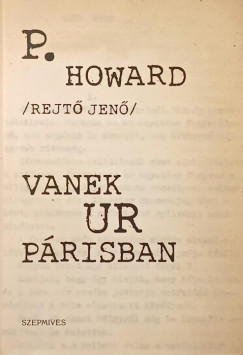 P.
HOWARD
/REJTŐ JENŐ/
VANEK
UR
PÁRISBAN
SZEPMIVES